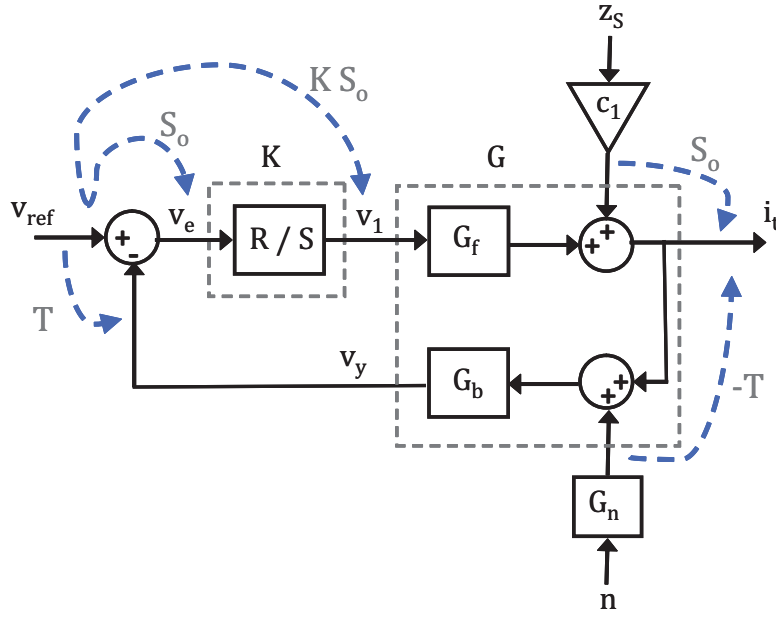 z_S
K S_o
c_1
S_o
K
G
S_o
v_ref
v_e
R / S
v_1
G_f
i_t
T
v_y
G_b
-T
G_n
n